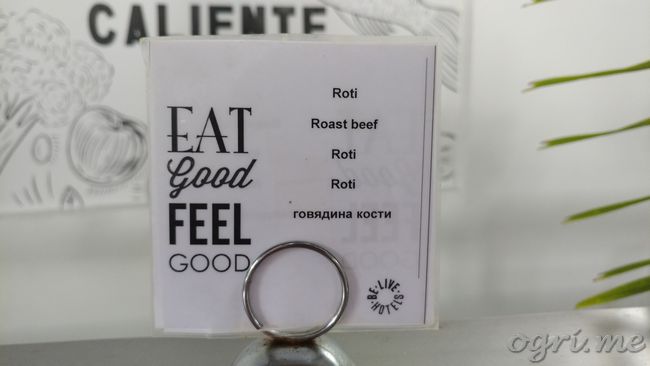 CALIENTE
EAT
Good
FEEL
GOOD
Roti
Roast beef
Roti
Roti
говядина кости
BE·LIVE·HOTELS
ogri.me